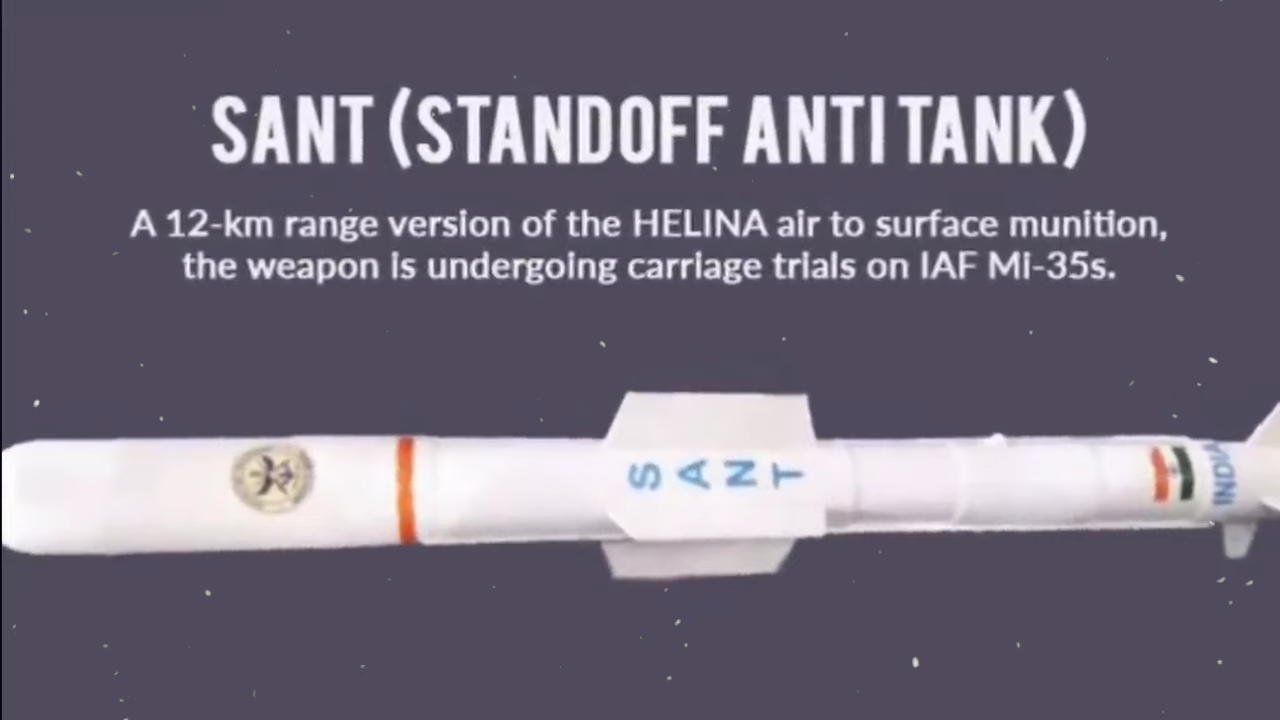 SANT (STANDOFF ANTI TANK)
A 12-km range version of the HELINA air to surface munition,
the weapon is undergoing carriage trials on IAF Mi-35s.
SANT
INDIA